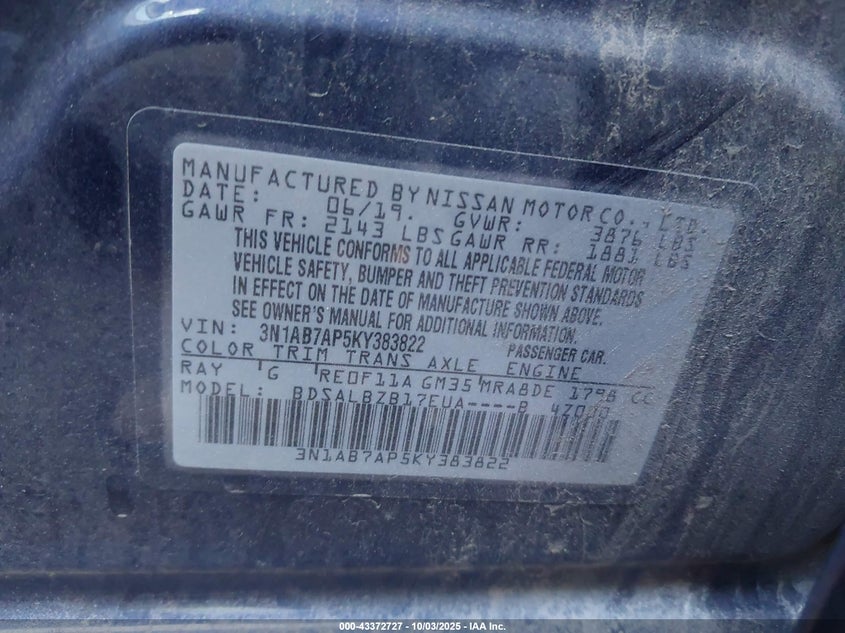 MANUFACTURED BY NISSAN MOTOR CO., LTD.
DATE: 06/19. GVWR: 3876 LBS
GAWR FR: 2143 LBS GAWR RR: 1881 LBS
THIS VEHICLE CONFORMS TO ALL APPLICABLE FEDERAL MOTOR
VEHICLE SAFETY, BUMPER AND THEFT PREVENTION STANDARDS
IN EFFECT ON THE DATE OF MANUFACTURE SHOWN ABOVE.
SEE OWNER'S MANUAL FOR ADDITIONAL INFORMATION.
VIN: 3N1AB7AP5KY383822 PASSENGER CAR.
COLOR TRIM TRANS AXLE ENGINE
RAY G RE0F11A GM35 MRA8DE 1798 CC
MODEL: BDSALBZB17EUA----B
3N1AB7AP5KY383822
000-43372727 - 10/03/2025 - IAA Inc.